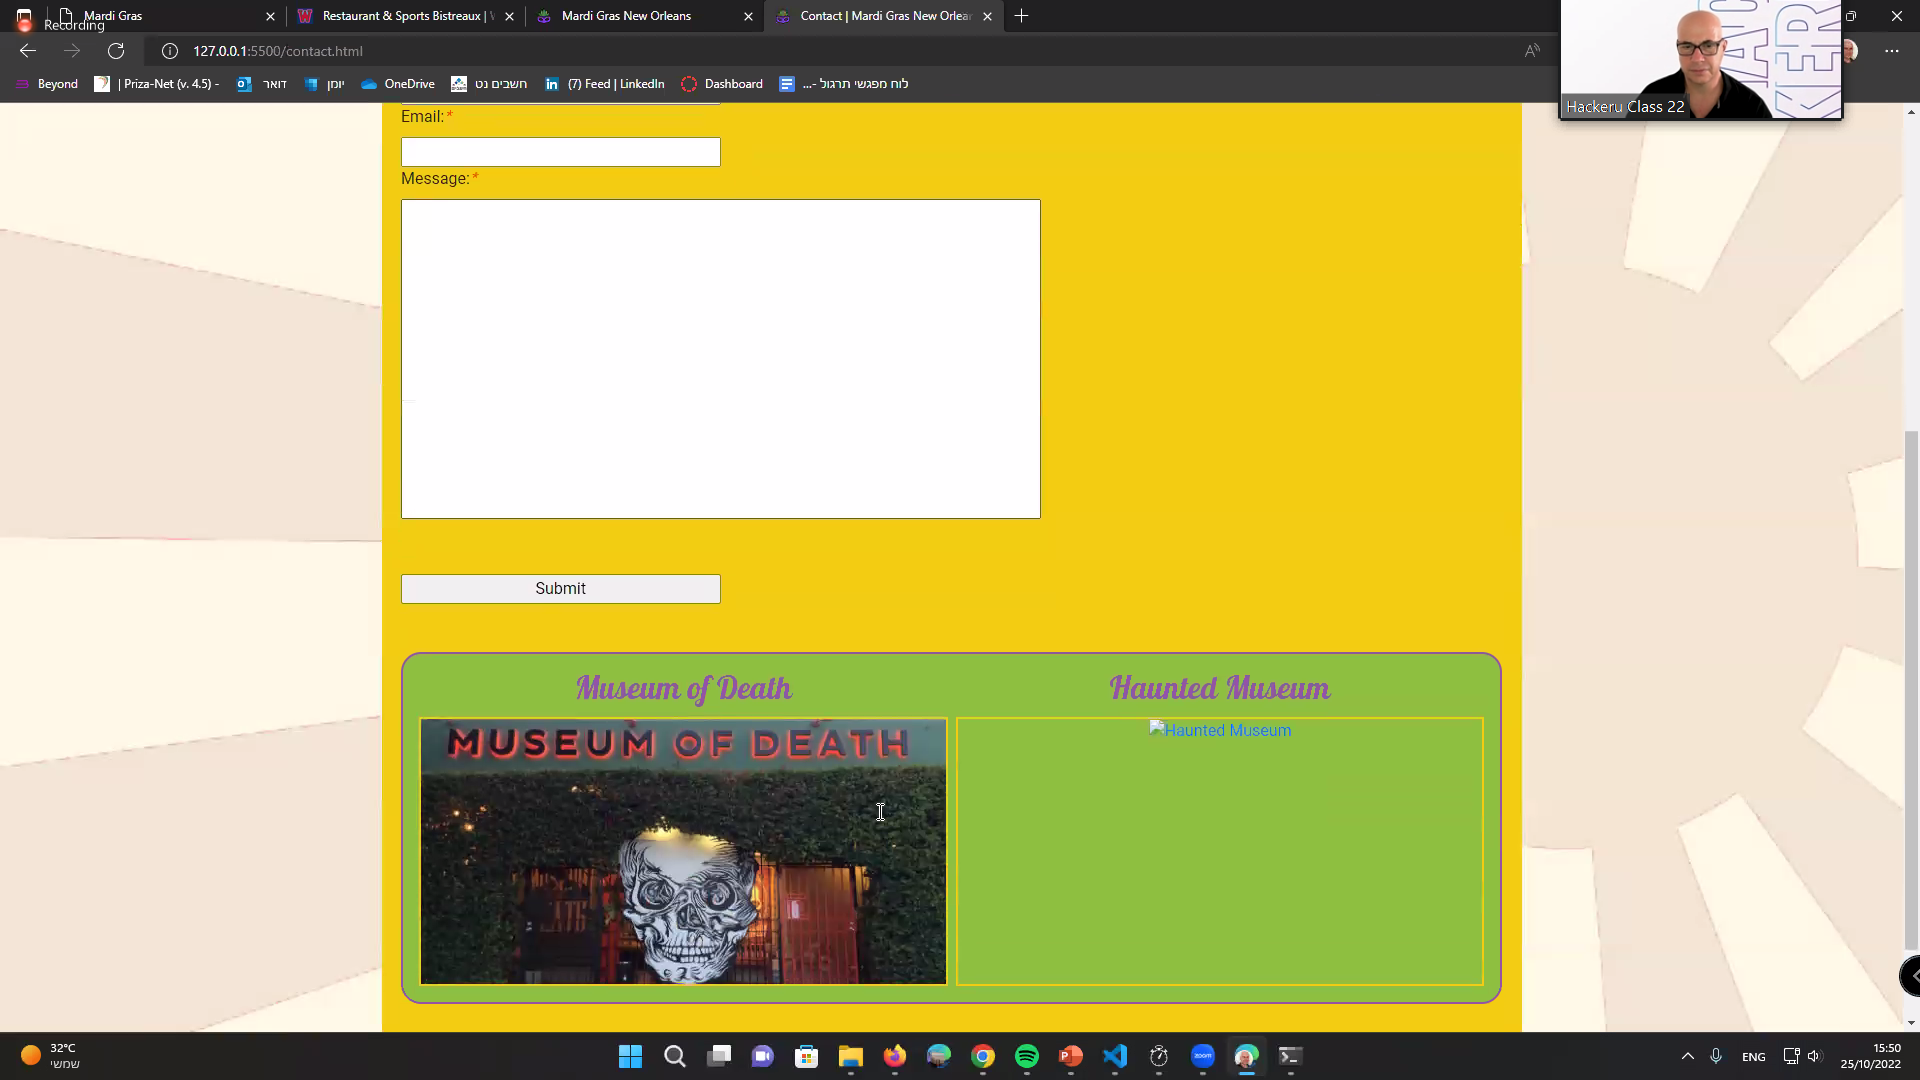 Recording
Mardi Gras
Restaurant & Sports Bistreaux |
Mardi Gras New Orleans
Contact | Mardi Gras New Orlean
127.0.0.1:5500/contact.html
Beyond
| Priza-Net (v. 4.5) -
דואר
יומן
OneDrive
חשבים נט
(7) Feed | LinkedIn
Dashboard
לוח מפגשי תרגול -...
Hackeru Class 22
Email:*
Message:*
Submit
Museum of Death
Haunted Museum
MUSEUM OF DEATH
Haunted Museum
32°C
שמשי
ENG
15:50
25/10/2022
zoom